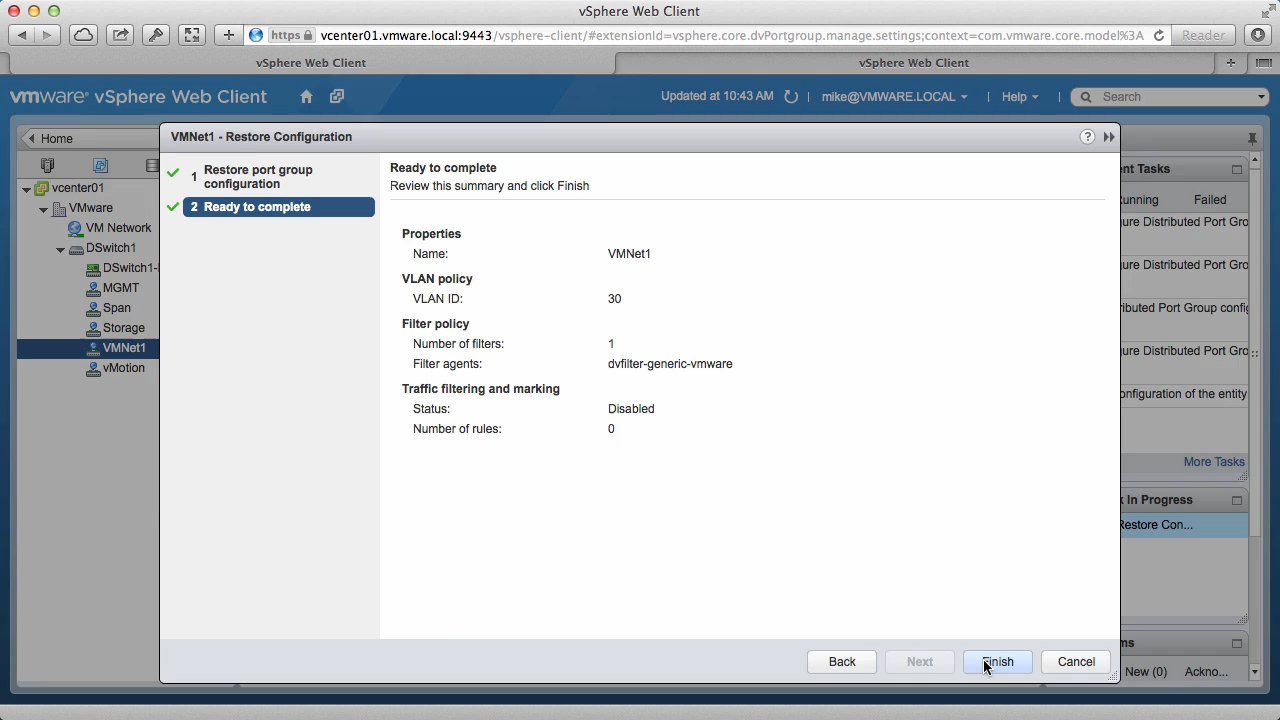 vSphere Web Client
https vcenter01.vmware.local:9443/vsphere-client/#extensionId=vsphere.core.dvPortgroup.manage.settings;context=com.vmware.core.model%3A Reader
vSphere Web Client vSphere Web Client
vmware® vSphere Web Client Updated at 10:43 AM mike@VMWARE.LOCAL Help Search
Home
vcenter01
VMware
VM Network
DSwitch1
DSwitch1-
MGMT
Span
Storage
VMNet1
vMotion
VMNet1 - Restore Configuration
1 Restore port group
configuration
2 Ready to complete
Ready to complete
Review this summary and click Finish
Properties
Name: VMNet1
VLAN policy
VLAN ID: 30
Filter policy
Number of filters: 1
Filter agents: dvfilter-generic-vmware
Traffic filtering and marking
Status: Disabled
Number of rules: 0
Back Next Finish Cancel
ent Tasks
unning Failed
ure Distributed Port Gro
ure Distributed Port Gro
ributed Port Group config
ure Distributed Port Gro
onfiguration of the entity
More Tasks
k In Progress
Restore Con...
ms
New (0) Ackno...